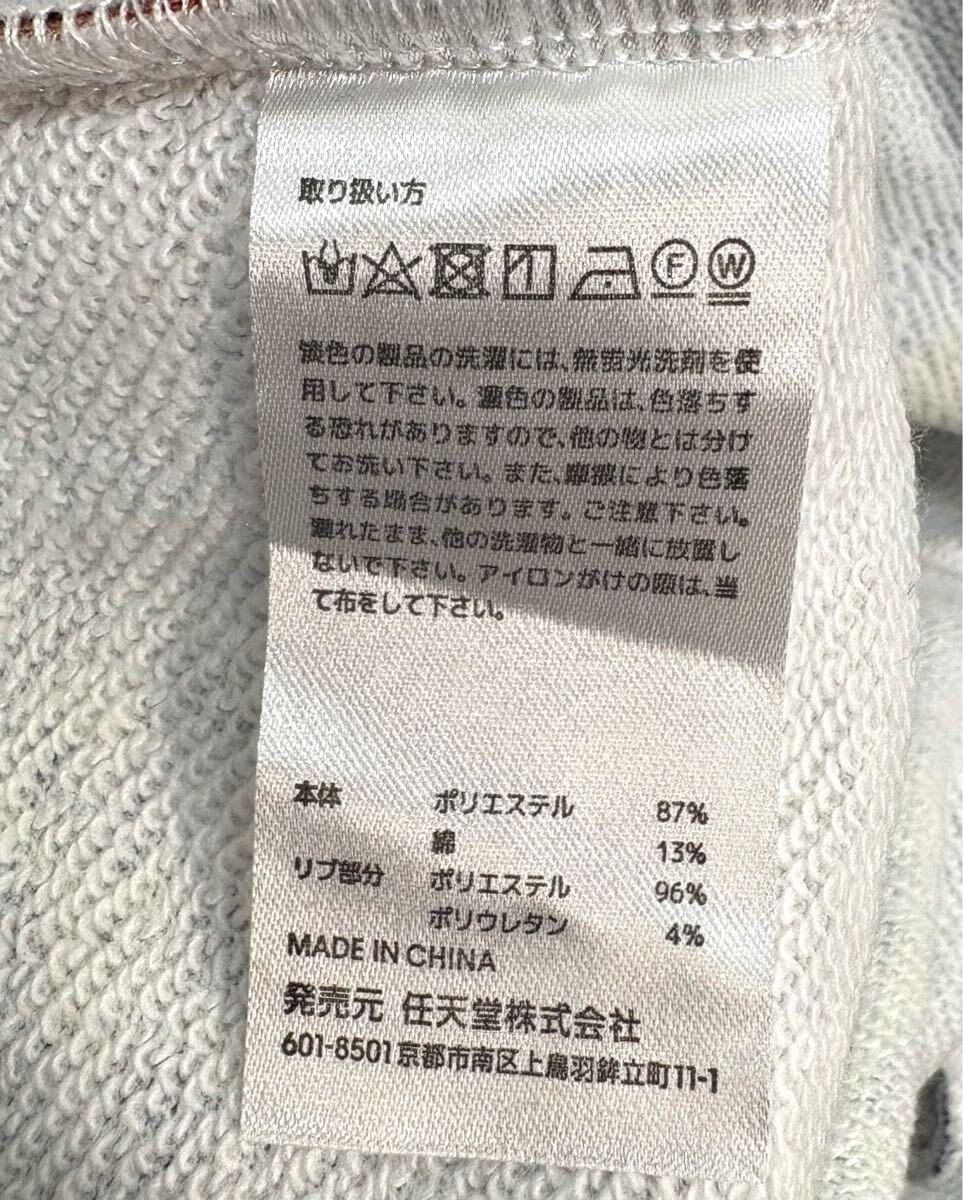 取り扱い方
F W
淡色の製品の洗濯には、無蛍光洗剤を使
用して下さい。濃色の製品は、色落ちす
る恐れがありますので、他の物とは分け
てお洗い下さい。また、摩擦により色落
ちする場合があります。ご注意下さい。
濡れたまま、他の洗濯物と一緒に放置し
ないで下さい。アイロンがけの際は、当
て布をして下さい。
本体 ポリエステル 87%
綿 13%
リブ部分 ポリエステル 96%
ポリウレタン 4%
MADE IN CHINA
発売元 任天堂株式会社
601-8501京都市南区上鳥羽鉾立町11-1